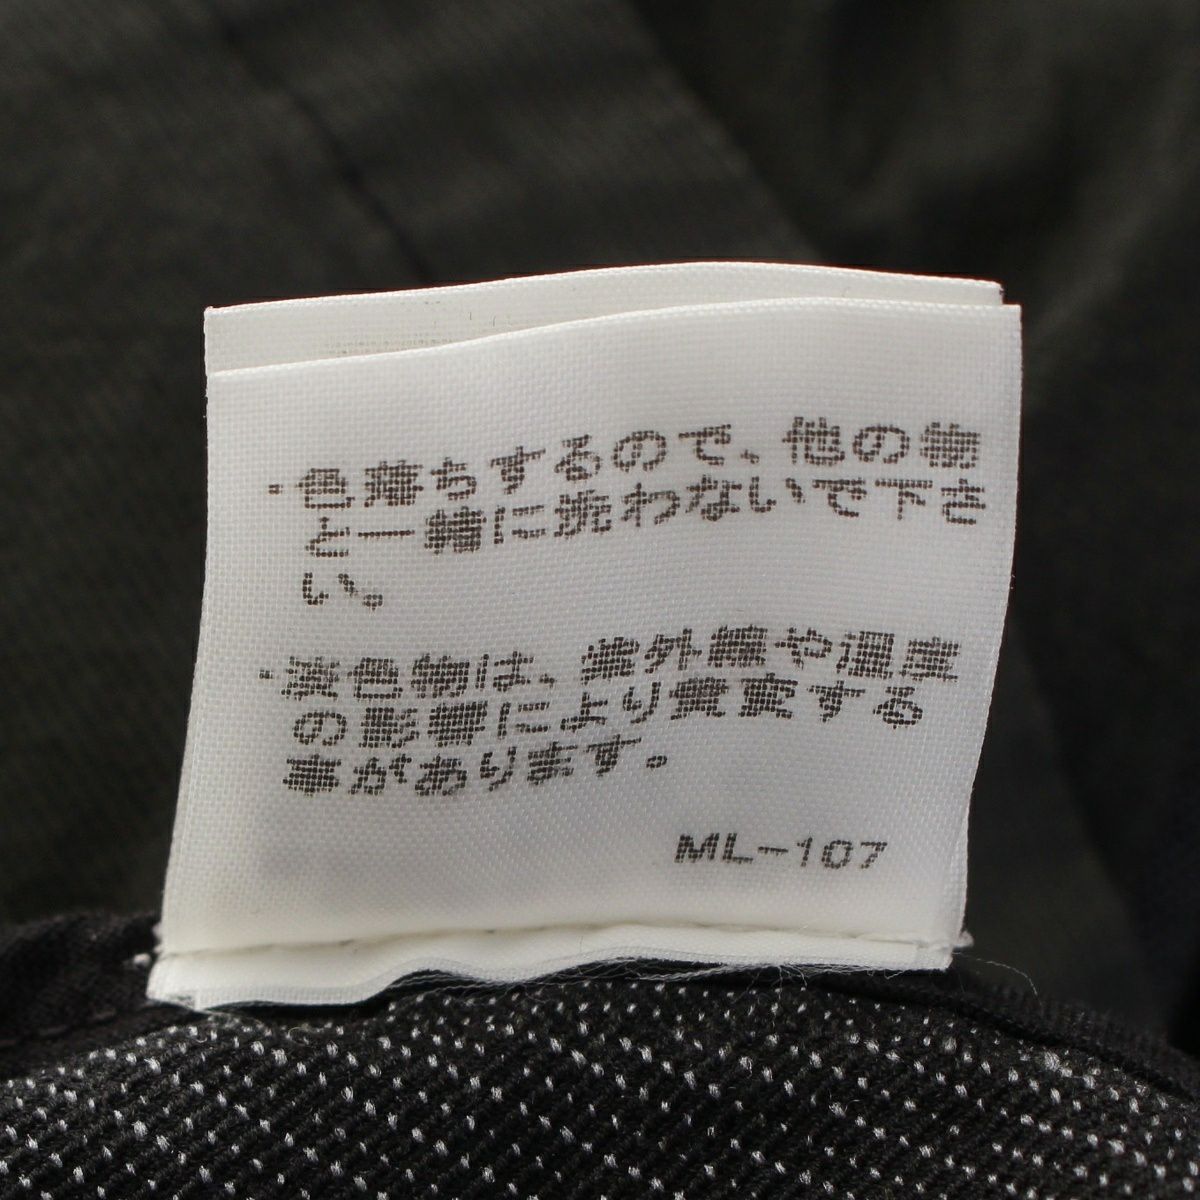 ・色落ちするので、他の物
と一緒に洗わないで下さ
い。
・淡色物は、紫外線や温度
の影響により黄変する
事があります。
ML-107